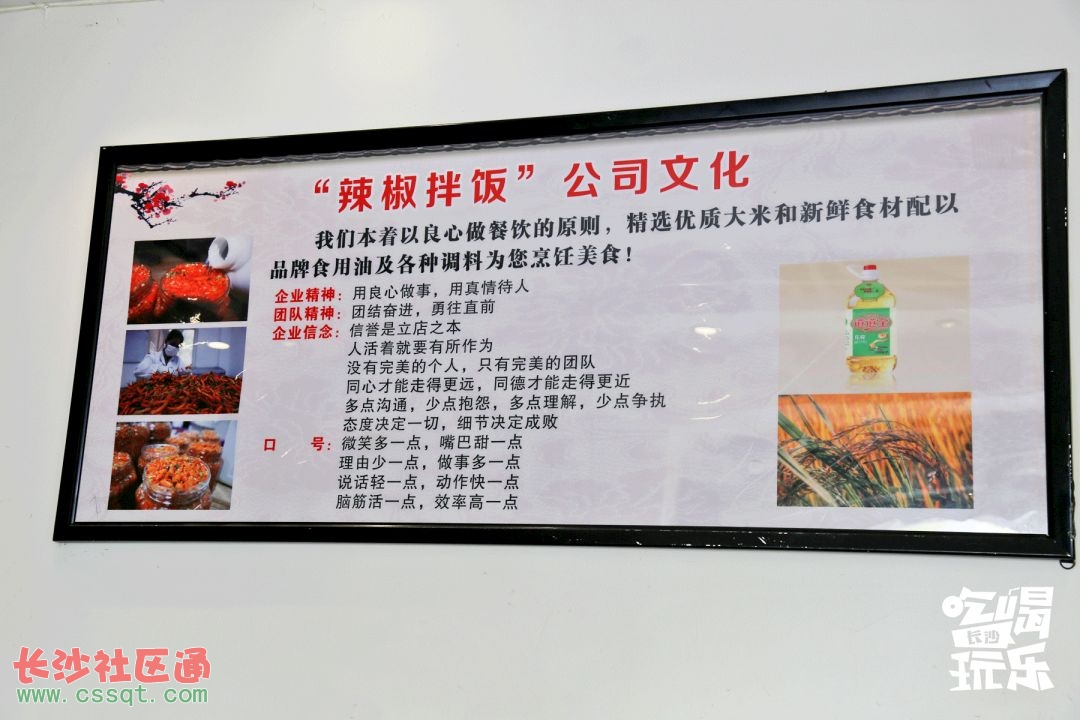 “辣椒拌饭”公司文化
我们本着以良心做餐饮的原则，精选优质大米和新鲜食材配以
品牌食用油及各种调料为您烹饪美食！
企业精神：用良心做事，用真情待人
团队精神：团结奋进，勇往直前
企业信念：信誉是立店之本
人活着就要有所作为
没有完美的个人，只有完美的团队
同心才能走得更远，同德才能走得更近
多点沟通，少点抱怨，多点理解，少点争执
态度决定一切，细节决定成败
口 号：微笑多一点，嘴巴甜一点
理由少一点，做事多一点
说话轻一点，动作快一点
脑筋活一点，效率高一点
吃喝
长沙
玩乐
长沙社区通
www.cssqt.com